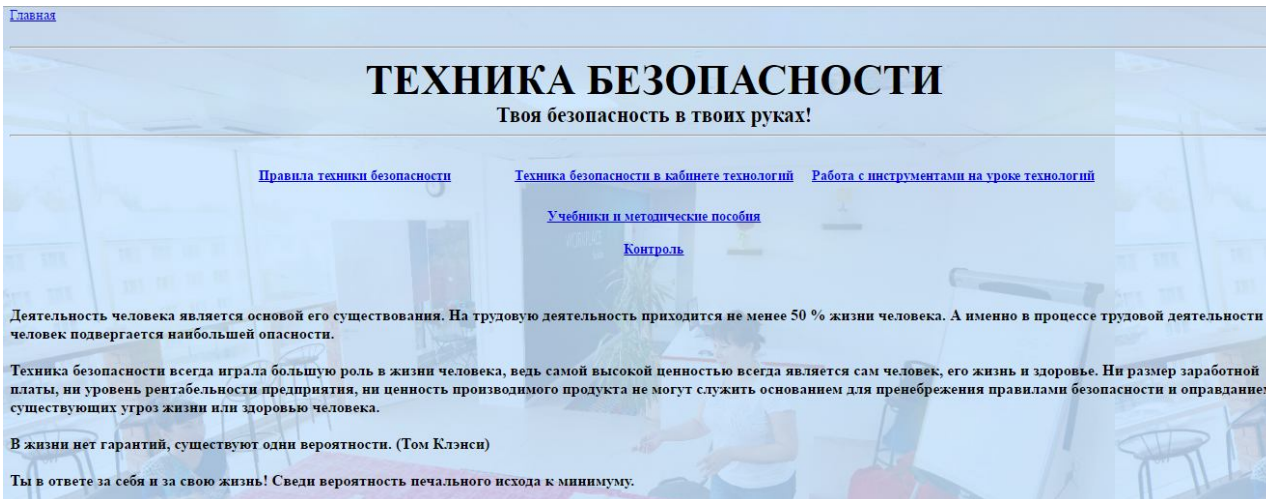 Главная
ТЕХНИКА БЕЗОПАСНОСТИ
Твоя безопасность в твоих руках!
Правила техники безопасности Техника безопасности в кабинете технологий Работа с инструментами на уроке технологий
Учебники и методические пособия
Контроль
Деятельность человека является основой его существования. На трудовую деятельность приходится не менее 50 % жизни человека. А именно в процессе трудовой деятельности
человек подвергается наибольшей опасности.
Техника безопасности всегда играла большую роль в жизни человека, ведь самой высокой ценностью всегда является сам человек, его жизнь и здоровье. Ни размер заработной
платы, ни уровень рентабельности предприятия, ни ценность производимого продукта не могут служить основанием для пренебрежения правилами безопасности и оправдание
существующих угроз жизни или здоровью человека.
В жизни нет гарантий, существуют одни вероятности. (Том Клэнси)
Ты в ответе за себя и за свою жизнь! Сведи вероятность печального исхода к минимуму.